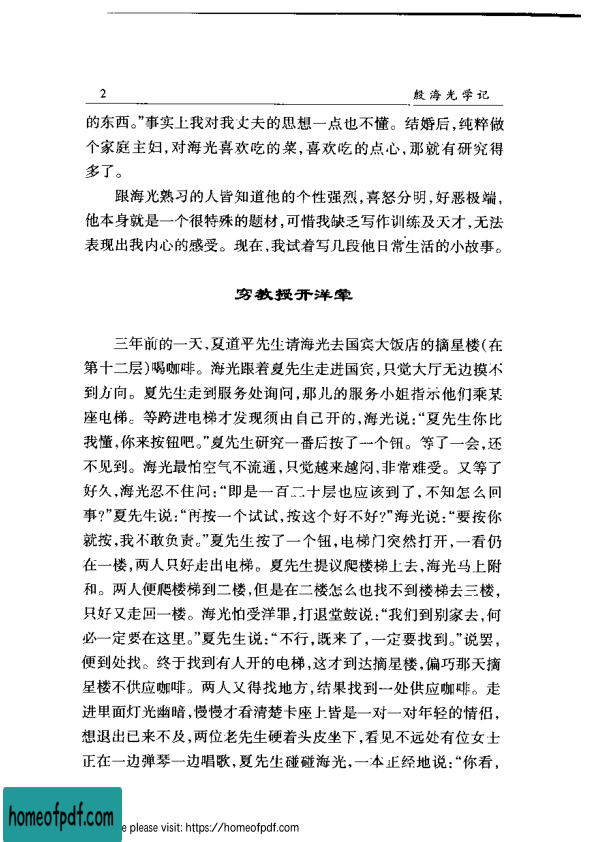 2 殷海光学记
的东西。”事实上我对我丈夫的思想一点也不懂。结婚后,纯粹做
个家庭主妇,对海光喜欢吃的菜,喜欢吃的点心,那就有研究得
多了。
跟海光熟习的人皆知道他的个性强烈,喜怒分明,好恶极端,
他本身就是一个很特殊的题材,可惜我缺乏写作训练及天才,无法
表现出我内心的感受。现在,我试着写几段他日常生活的小故事。
穷教授开洋荤
三年前的一天,夏道平先生请海光去国宾大饭店的摘星楼(在
第十二层)喝咖啡。海光跟着夏先生走进国宾,只觉大厅无边摸不
到方向。夏先生走到服务处询问,那儿的服务小姐指示他们乘某
座电梯。等跨进电梯才发现须由自己开的,海光说:“夏先生你比
我懂,你来按钮吧。”夏先生研究一番后按了一个钮。等了一会,还
不见到。海光最怕空气不流通,只觉越来越闷,非常难受。又等了
好久,海光忍不住问:“即是一百二十层也应该到了,不知怎么回
事?”夏先生说:“再按一个试试,按这个好不好?”海光说:“要按你
就按,我不敢负责。”夏先生按了一个钮,电梯门突然打开,一看仍
在一楼,两人只好走出电梯。夏先生提议爬楼梯上去,海光马上附
和。两人便爬楼梯到二楼,但是在二楼怎么也找不到楼梯去三楼,
只好又走回一楼。海光怕受洋罪,打退堂鼓说:“我们到别家去,何
必一定要在这里。”夏先生说:“不行,既来了,一定要找到。”说罢,
便到处找。终于找到有人开的电梯,这才到达摘星楼,偏巧那天摘
星楼不供应咖啡。两人又得找地方,结果找到一处供应咖啡。走
进里面灯光幽暗,慢慢才看清楚卡座上皆是一对一对年轻的情侣,
想退出已来不及,两位老先生硬着头皮坐下,看见不远处有位女士
正在一边弹琴一边唱歌,夏先生碰碰海光,一本正经地说:“你看,
homeofpdf.com
e please visit: https://homeofpdf.com